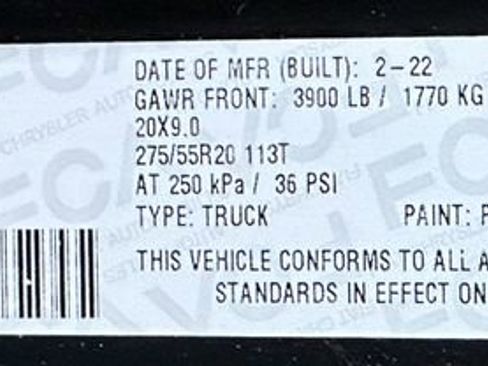 DATE OF MFR (BUILT): 2-22
GAWR FRONT: 3900 LB / 1770 KG
20X9.0
275/55R20 113T
AT 250 kPa / 36 PSI
TYPE: TRUCK PAINT:
THIS VEHICLE CONFORMS TO ALL A
STANDARDS IN EFFECT ON